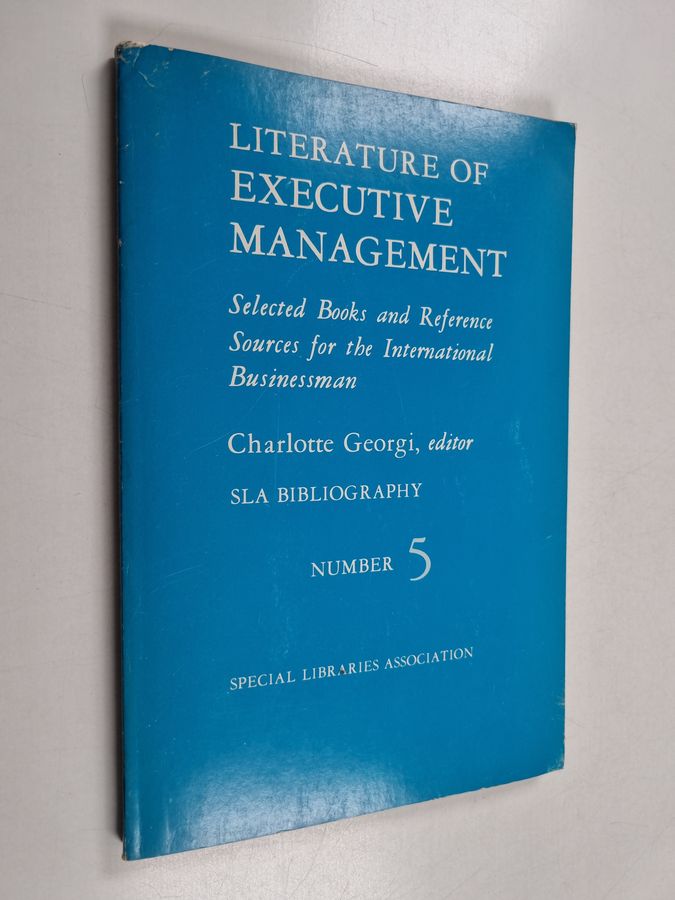 LITERATURE OF
EXECUTIVE
MANAGEMENT
Selected Books and Reference
Sources for the International
Businessman
Charlotte Georgi, editor
SLA BIBLIOGRAPHY
NUMBER 5
SPECIAL LIBRARIES ASSOCIATION